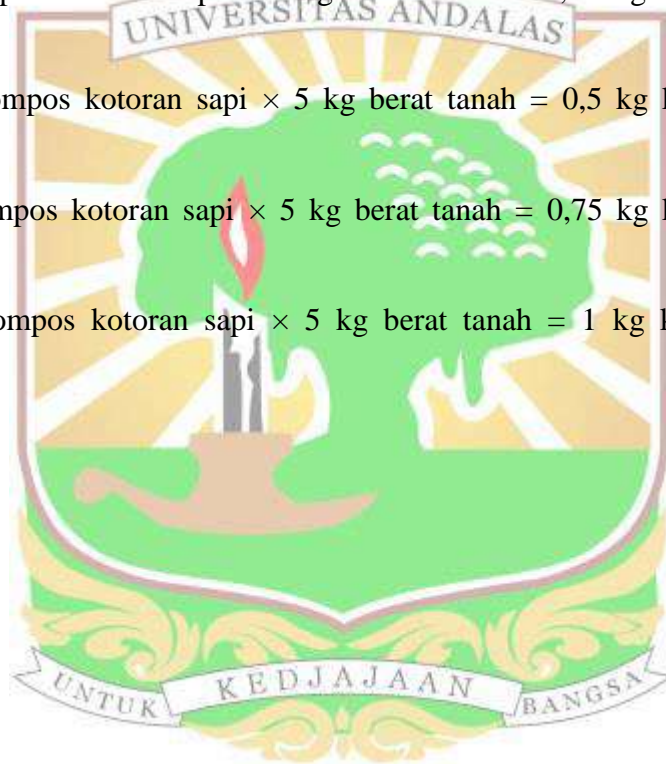 UNIVERSITAS ANDALAS
ompos kotoran sapi × 5 kg berat tanah = 0,5 kg
mpos kotoran sapi × 5 kg berat tanah = 0,75 kg
ompos kotoran sapi × 5 kg berat tanah = 1 kg
UNTUK KEDJAJAAN BANGSA